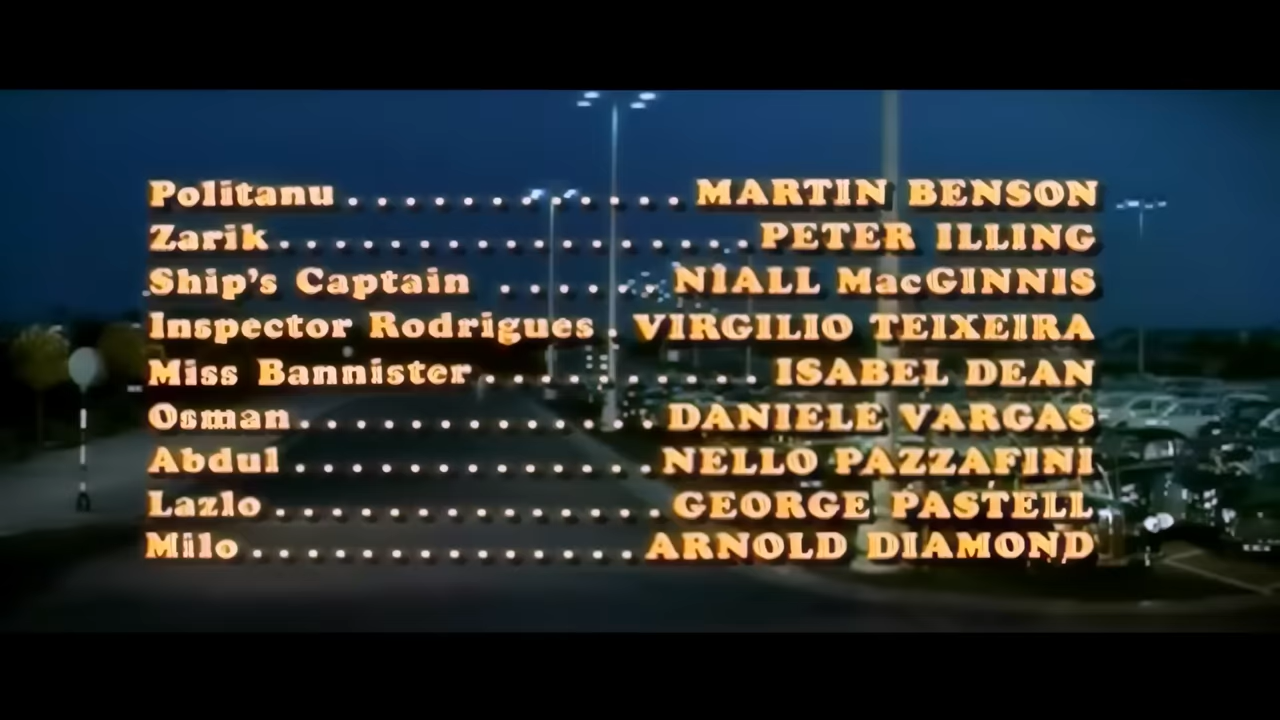 Politanu . . . . . . . . . . . . MARTIN BENSON
Zarik . . . . . . . . . . . . . . . . . PETER ILLING
Ship's Captain . . . . . . NIALL MacGINNIS
Inspector Rodrigues . VIRGILIO TEIXEIRA
Miss Bannister . . . . . . . . . . ISABEL DEAN
Osman . . . . . . . . . . . . . DANIELE VARGAS
Abdul . . . . . . . . . . . . . NELLO PAZZAFINI
Lazlo . . . . . . . . . . . . . . GEORGE PASTELL
Milo . . . . . . . . . . . . . . ARNOLD DIAMOND